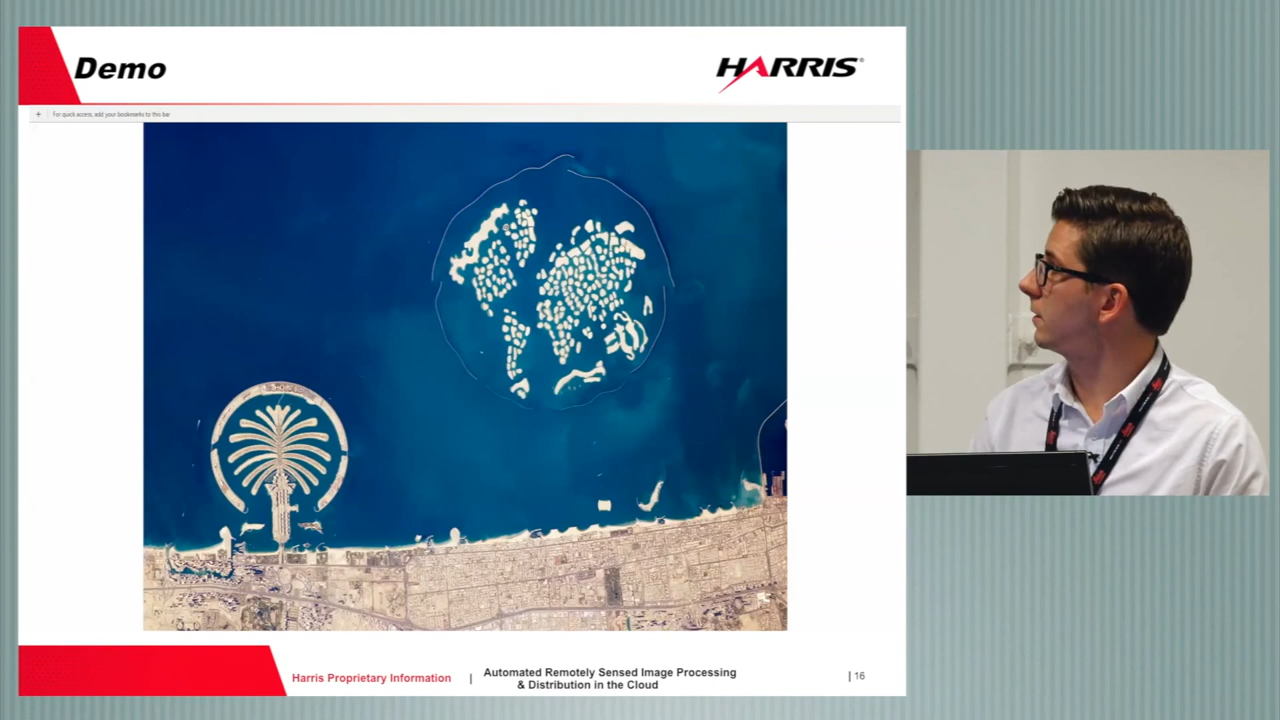 Demo
HARRIS
+ For quick access, add your bookmarks to this bar
Harris Proprietary Information | Automated Remotely Sensed Image Processing
& Distribution in the Cloud
| 16